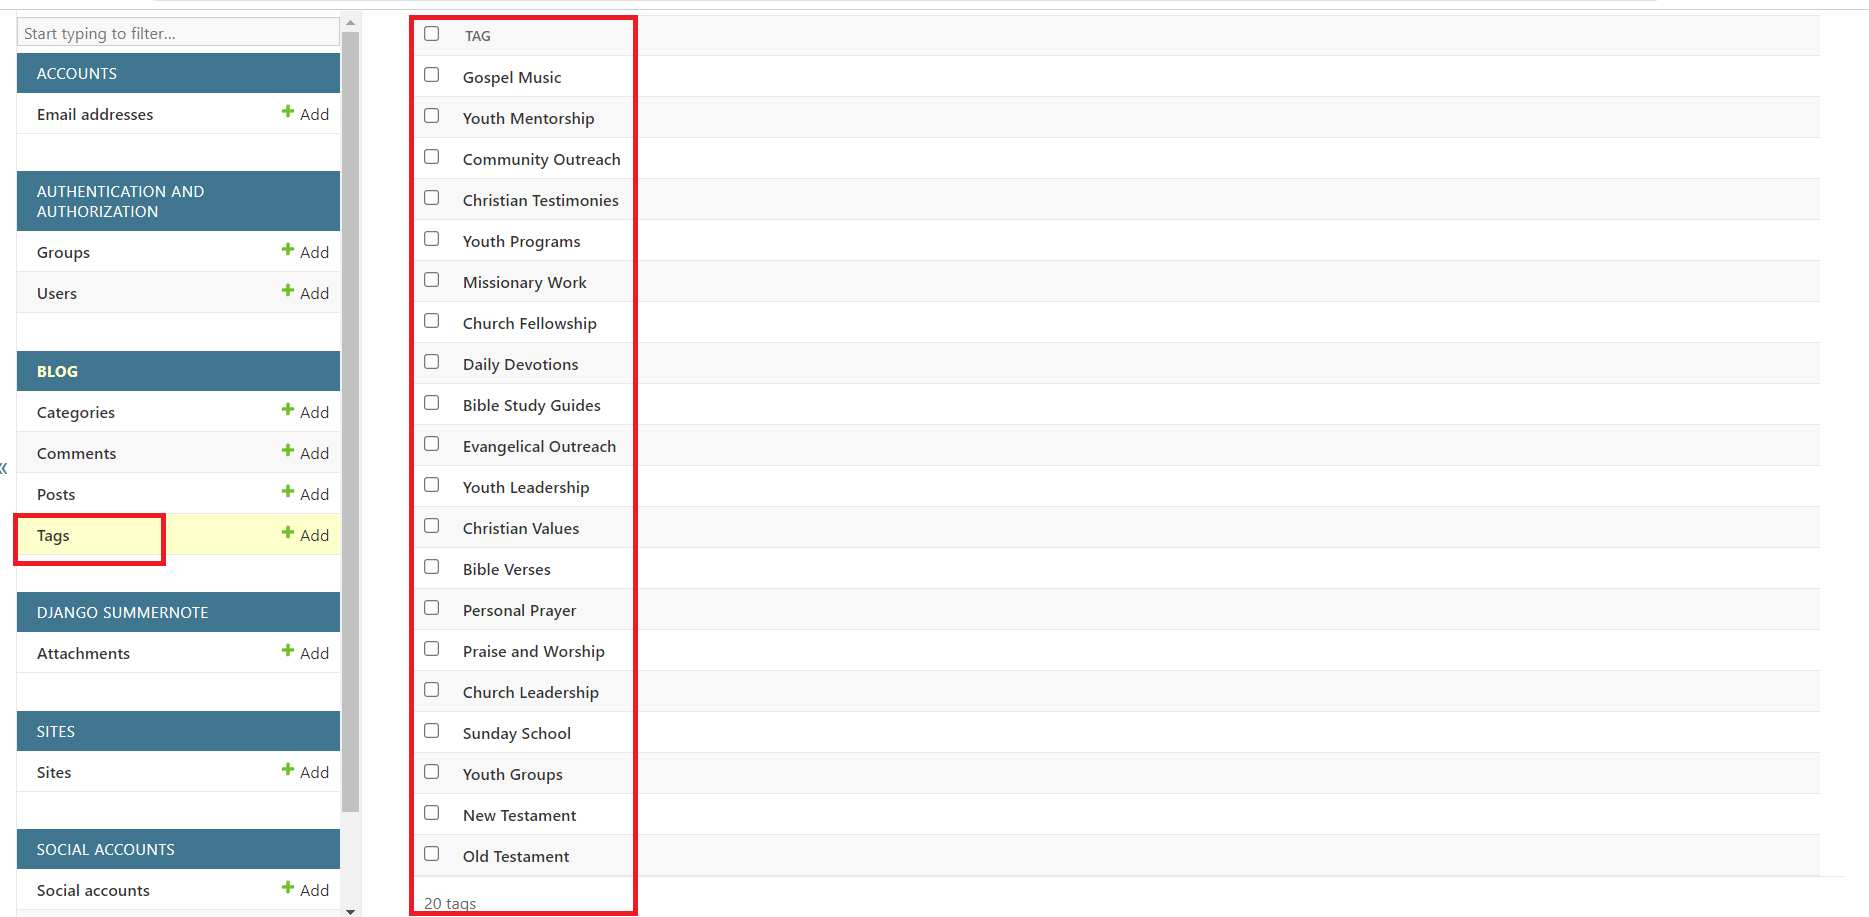 Start typing to filter...
ACCOUNTS
Email addresses Add
AUTHENTICATION AND
AUTHORIZATION
Groups Add
Users Add
BLOG
Categories Add
Comments Add
Posts Add
Tags Add
DJANGO SUMMERNOTE
Attachments Add
SITES
Sites Add
SOCIAL ACCOUNTS
Social accounts Add
«
TAG
Gospel Music
Youth Mentorship
Community Outreach
Christian Testimonies
Youth Programs
Missionary Work
Church Fellowship
Daily Devotions
Bible Study Guides
Evangelical Outreach
Youth Leadership
Christian Values
Bible Verses
Personal Prayer
Praise and Worship
Church Leadership
Sunday School
Youth Groups
New Testament
Old Testament
20 tags